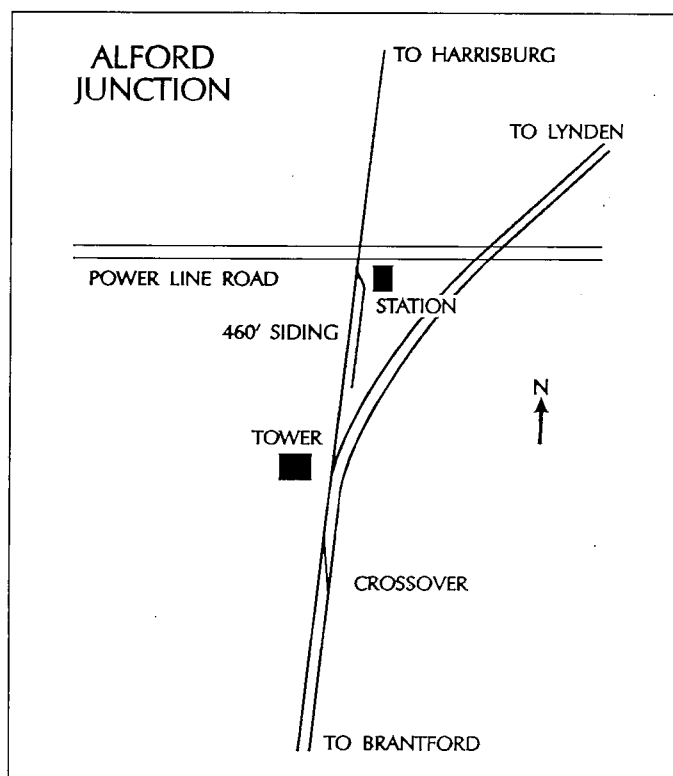 ALFORD
JUNCTION
TO HARRISBURG
TO LYNDEN
POWER LINE ROAD
STATION
460' SIDING
N
TOWER
CROSSOVER
TO BRANTFORD